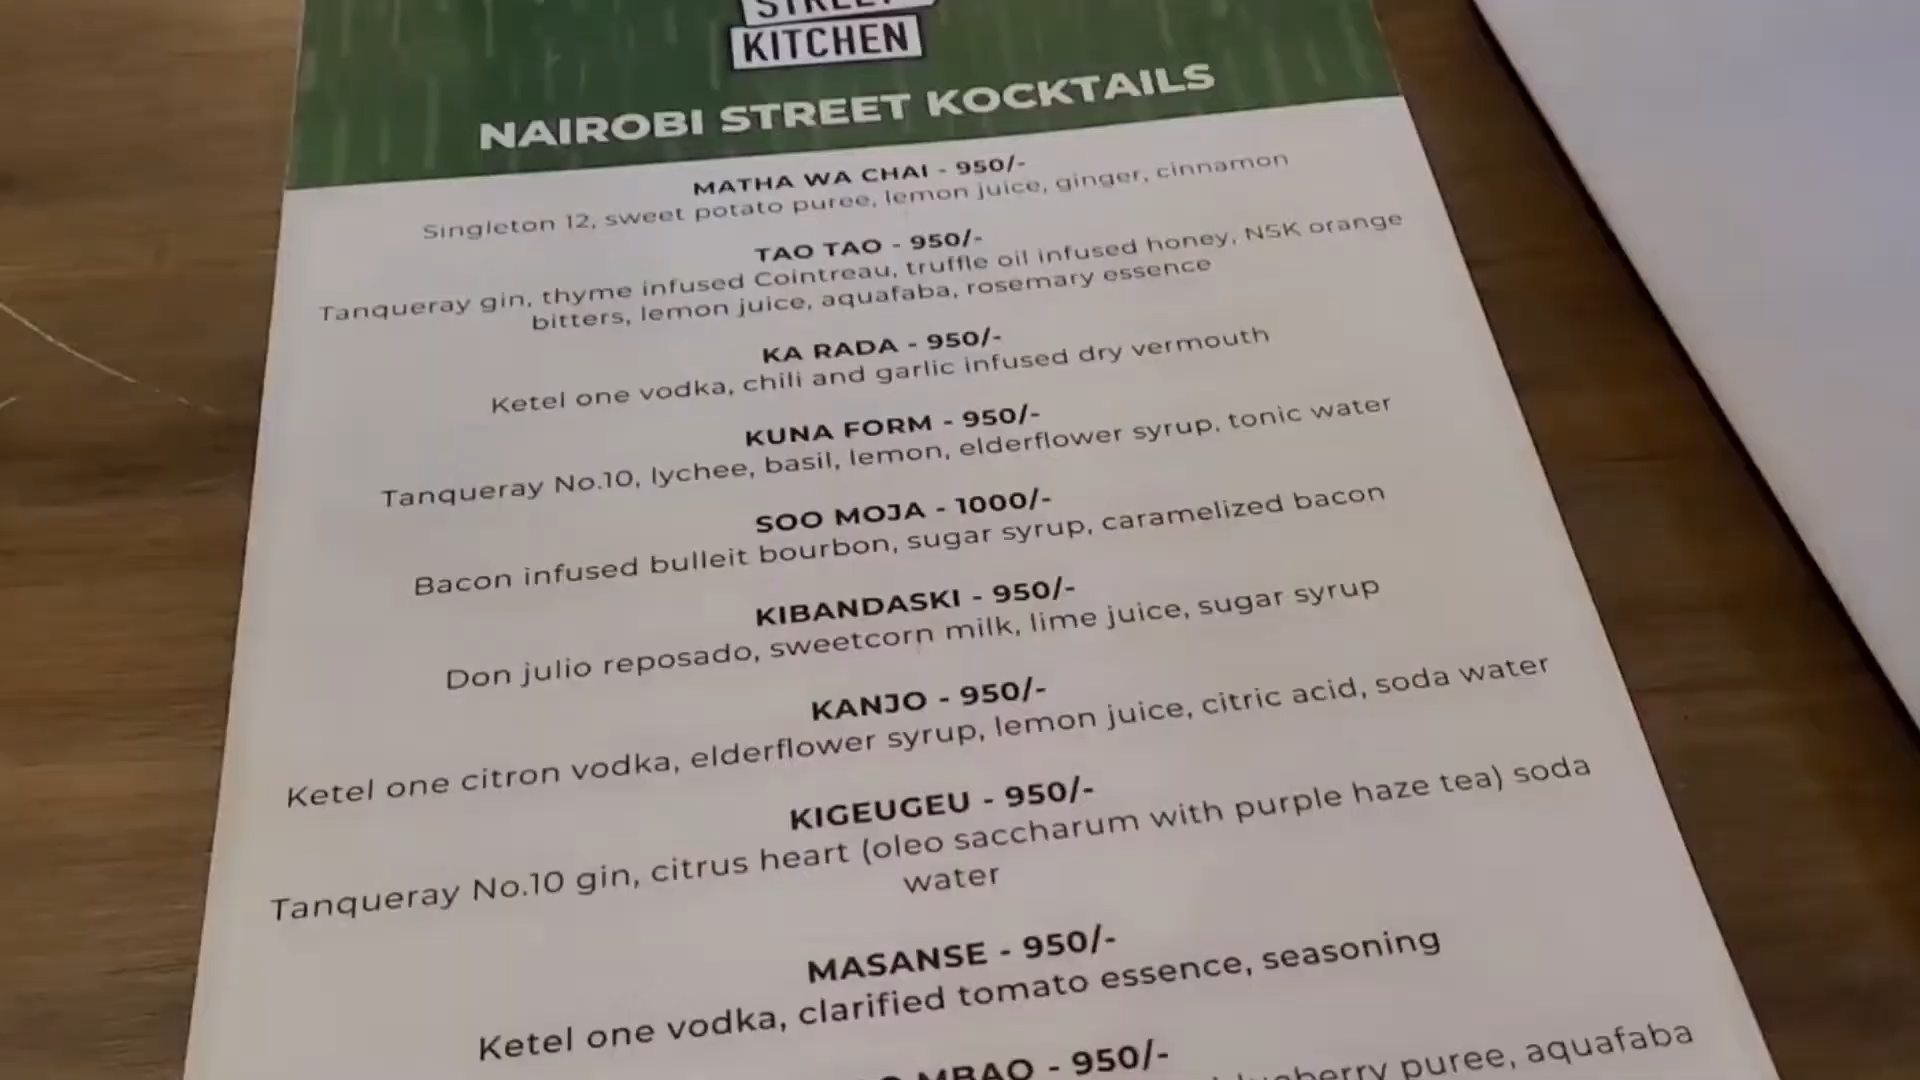 STREET
KITCHEN
NAIROBI STREET KOCKTAILS
MATHA WA CHAI - 950/-
Singleton 12, sweet potato puree, lemon juice, ginger, cinnamon
TAO TAO - 950/-
Tanqueray gin, thyme infused Cointreau, truffle oil infused honey, NSK orange
bitters, lemon juice, aquafaba, rosemary essence
KA RADA - 950/-
Ketel one vodka, chili and garlic infused dry vermouth
KUNA FORM - 950/-
Tanqueray No.10, lychee, basil, lemon, elderflower syrup, tonic water
SOO MOJA - 1000/-
Bacon infused bulleit bourbon, sugar syrup, caramelized bacon
KIBANDASKI - 950/-
Don julio reposado, sweetcorn milk, lime juice, sugar syrup
KANJO - 950/-
Ketel one citron vodka, elderflower syrup, lemon juice, citric acid, soda water
KIGEUGEU - 950/-
Tanqueray No.10 gin, citrus heart (oleo saccharum with purple haze tea) soda
water
MASANSE - 950/-
Ketel one vodka, clarified tomato essence, seasoning
MBAO - 950/-
puree, aquafaba